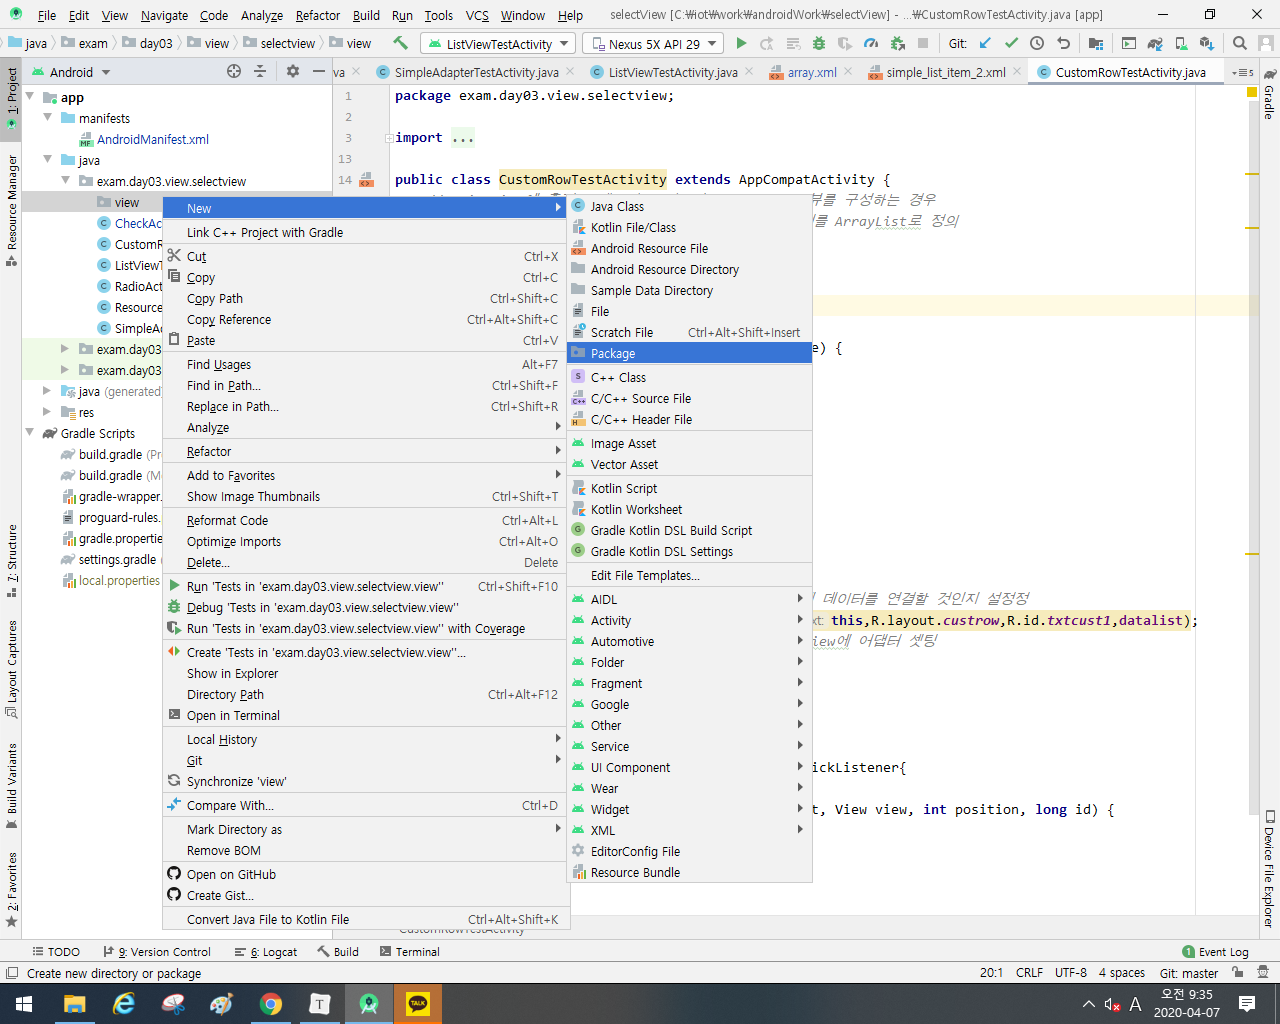 File Edit View Navigate Code Analyze Refactor Build Run Tools VCS Window Help selectView [C:₩iot₩work₩androidWork₩selectView] - ...₩CustomRowTestActivity.java [app]
java exam day03 view selectview view ListViewTestActivity Nexus 5X API 29 Git:
Android va SimpleAdapterTestActivity.java ListViewTestActivity.java array.xml simple_list_item_2.xml CustomRowTestActivity.java 5
1: Project
Resource Manager
7: Structure
Layout Captures
Build Variants
2: Favorites
Gradle
Device File Explorer
app
manifests
AndroidManifest.xml
java
exam.day03.view.selectview
view
CheckAc
CustomR
ListViewT
RadioAct
Resource
SimpleAc
exam.day03
exam.day03
java (generated)
res
Gradle Scripts
build.gradle (Pr
build.gradle (M
gradle-wrapper.
proguard-rules.
gradle.propertie
settings.gradle
local.properties
1 package exam.day03.view.selectview;
2
3 import ...
13
14 public class CustomRowTestActivity extends AppCompatActivity {
부를 구성하는 경우
를 ArrayList로 정의
e) {
데이터를 연결할 것인지 설정정
this,R.layout.custrow,R.id.txtcust1,datalist);
iew에 어댑터 셋팅
ickListener{
t, View view, int position, long id) {
CustomRowTestActivity
New
Link C++ Project with Gradle
Cut Ctrl+X
Copy Ctrl+C
Copy Path Ctrl+Shift+C
Copy Reference Ctrl+Alt+Shift+C
Paste Ctrl+V
Find Usages Alt+F7
Find in Path... Ctrl+Shift+F
Replace in Path... Ctrl+Shift+R
Analyze
Refactor
Add to Favorites
Show Image Thumbnails Ctrl+Shift+T
Reformat Code Ctrl+Alt+L
Optimize Imports Ctrl+Alt+O
Delete... Delete
Run 'Tests in 'exam.day03.view.selectview.view'' Ctrl+Shift+F10
Debug 'Tests in 'exam.day03.view.selectview.view''
Run 'Tests in 'exam.day03.view.selectview.view'' with Coverage
Create 'Tests in 'exam.day03.view.selectview.view''...
Show in Explorer
Directory Path Ctrl+Alt+F12
Open in Terminal
Local History
Git
Synchronize 'view'
Compare With... Ctrl+D
Mark Directory as
Remove BOM
Open on GitHub
Create Gist...
Convert Java File to Kotlin File Ctrl+Alt+Shift+K
Java Class
Kotlin File/Class
Android Resource File
Android Resource Directory
Sample Data Directory
File
Scratch File Ctrl+Alt+Shift+Insert
Package
C++ Class
C/C++ Source File
C/C++ Header File
Image Asset
Vector Asset
Kotlin Script
Kotlin Worksheet
Gradle Kotlin DSL Build Script
Gradle Kotlin DSL Settings
Edit File Templates...
AIDL
Activity
Automotive
Folder
Fragment
Google
Other
Service
UI Component
Wear
Widget
XML
EditorConfig File
Resource Bundle
TODO 9: Version Control 6: Logcat Build Terminal 1 Event Log
Create new directory or package 20:1 CRLF UTF-8 4 spaces Git: master
T TALK A 오전 9:35
2020-04-07